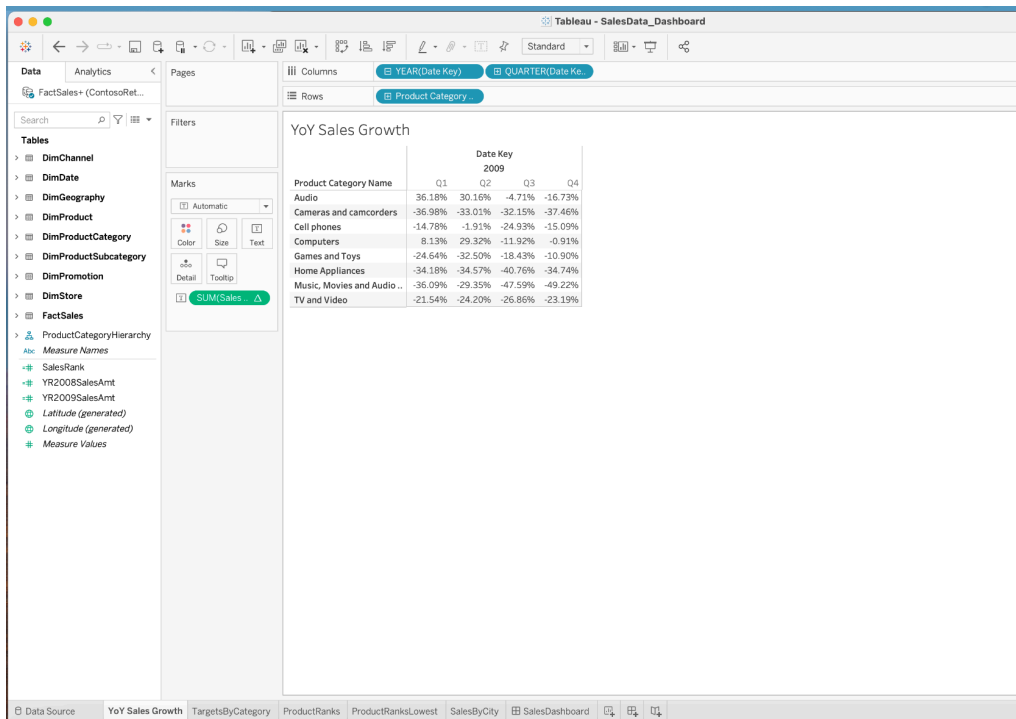 Tableau - SalesData_Dashboard
Standard
Data Analytics
FactSales+ (ContosoRet...
Search
Tables
DimChannel
DimDate
DimGeography
DimProduct
DimProductCategory
DimProductSubcategory
DimPromotion
DimStore
FactSales
ProductCategoryHierarchy
Abc Measure Names
SalesRank
YR2008SalesAmt
YR2009SalesAmt
Latitude (generated)
Longitude (generated)
Measure Values
Pages
Filters
Marks
Automatic
Color Size Text
Detail Tooltip
SUM(Sales ..
Columns YEAR(Date Key) QUARTER(Date Ke..
Rows Product Category ..
YoY Sales Growth
Date Key
2009
Product Category Name Q1 Q2 Q3 Q4
Audio 36.18% 30.16% -4.71% -16.73%
Cameras and camcorders -36.98% -33.01% -32.15% -37.46%
Cell phones -14.78% -1.91% -24.93% -15.09%
Computers 8.13% 29.32% -11.92% -0.91%
Games and Toys -24.64% -32.50% -18.43% -10.90%
Home Appliances -34.18% -34.57% -40.76% -34.74%
Music, Movies and Audio .. -36.09% -29.35% -47.59% -49.22%
TV and Video -21.54% -24.20% -26.86% -23.19%
Data Source YoY Sales Growth TargetsByCategory ProductRanks ProductRanksLowest SalesByCity SalesDashboard